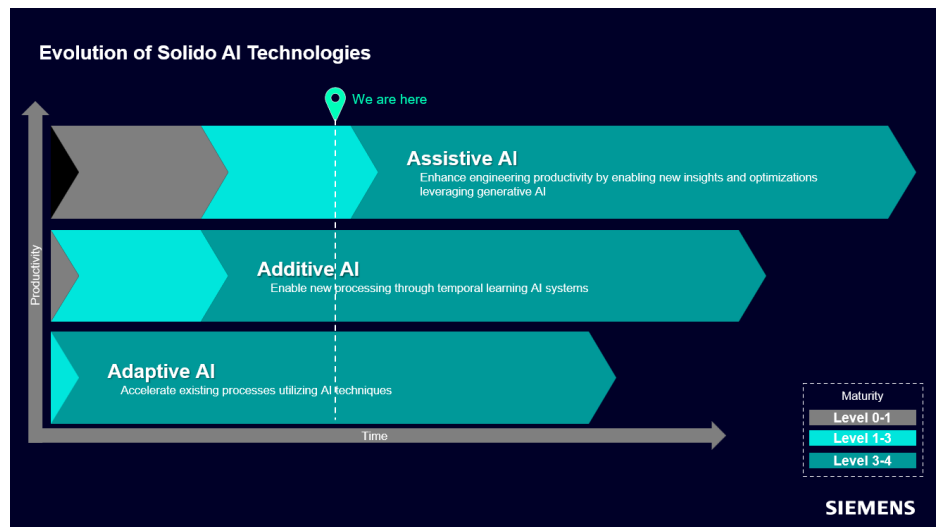 Evolution of Solido AI Technologies
We are here
Assistive AI
Enhance engineering productivity by enabling new insights and optimizations
leveraging generative AI
Additive AI
Enable new processing through temporal learning AI systems
Adaptive AI
Accelerate existing processes utilizing AI techniques
Productivity
Time
Maturity
Level 0-1
Level 1-3
Level 3-4
SIEMENS